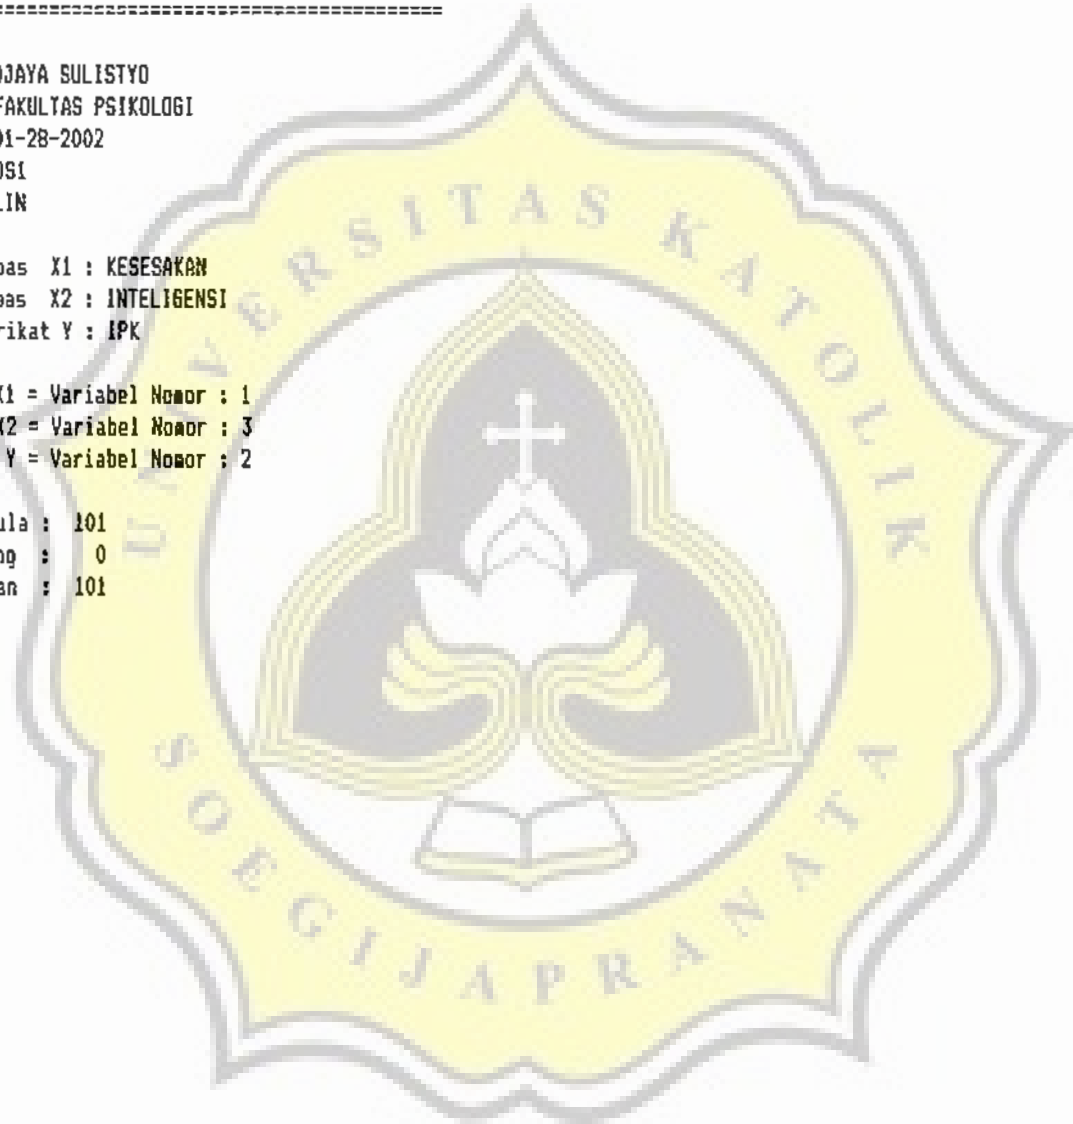 =========================================
OJAYA SULISTYO
FAKULTAS PSIKOLOGI
01-28-2002
OSI
LIN
bas X1 : KESESAKAN
bas X2 : INTELIGENSI
rikat Y : IPK
X1 = Variabel Nomor : 1
X2 = Variabel Nomor : 3
Y = Variabel Nomor : 2
ula : 101
ng : 0
an : 101
UNIVERSITAS KATOLIK
SOEGIJAPRANATA